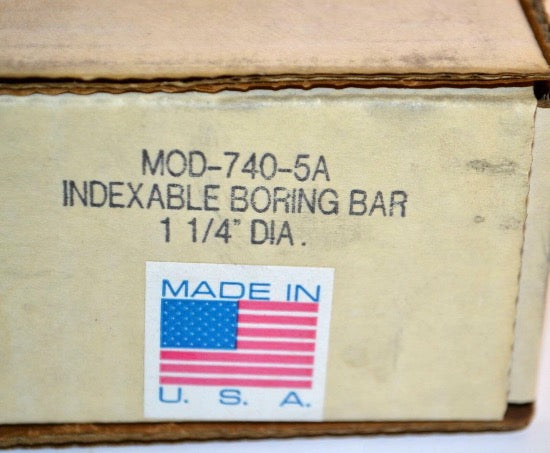 MOD-740-5A
INDEXABLE BORING BAR
1 1/4" DIA.
MADE IN
U. S. A.